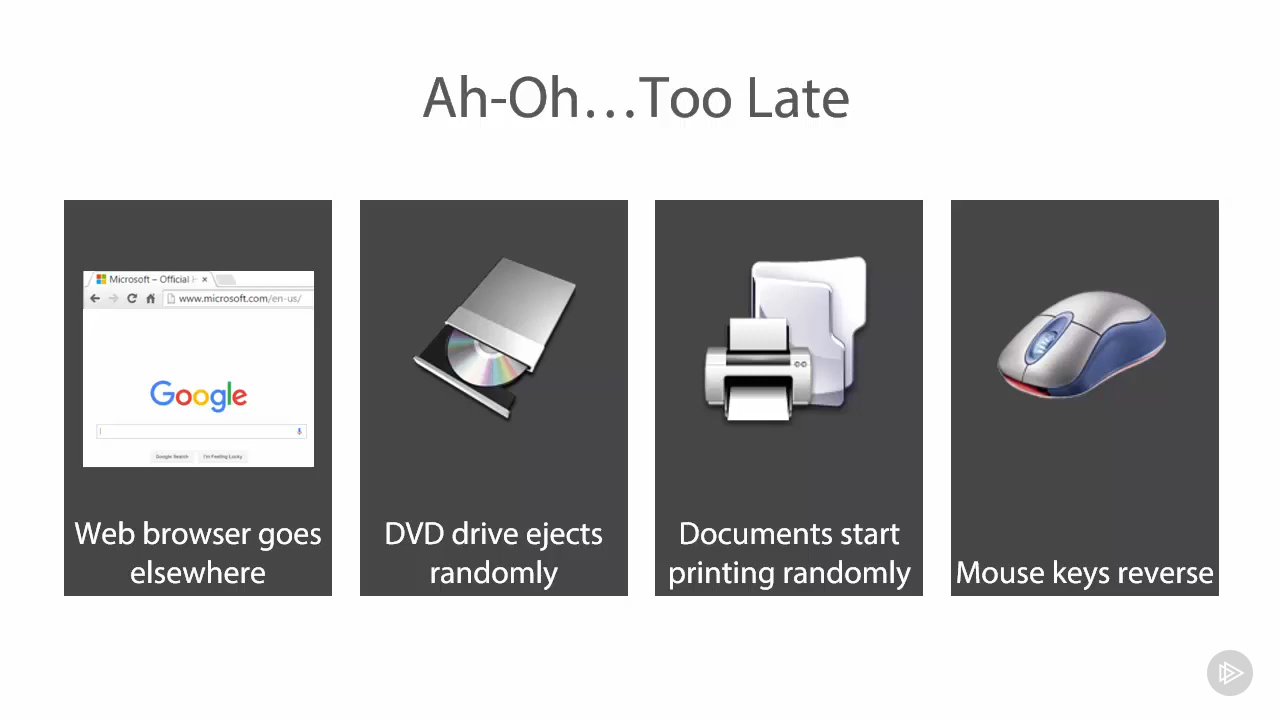 Ah-Oh...Too Late
Microsoft – Official H
www.microsoft.com/en-us/
Google
Google Search I'm Feeling Lucky
Web browser goes
elsewhere
DVD drive ejects
randomly
Documents start
printing randomly
Mouse keys reverse